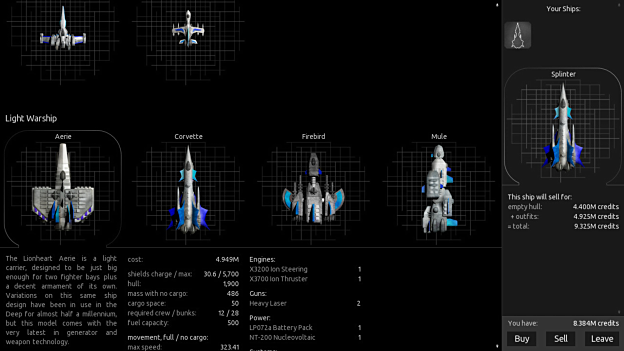 Your Ships:
Splinter
Light Warship
Aerie
Corvette
Firebird
Mule
This ship will sell for:
empty hull: 4.400M credits
+ outfits: 4.925M credits
= total: 9.325M credits
The Lionheart Aerie is a light
carrier, designed to be just big
enough for two fighter bays plus
a decent armament of its own.
Variations on this same ship
design have been in use in the
Deep for almost half a millennium,
but this model comes with the
very latest in generator and
weapon technology.
cost: 4.949M
shields charge / max: 30.6 / 5,700
hull: 1,900
mass with no cargo: 486
cargo space: 50
required crew / bunks: 12 / 28
fuel capacity: 500
movement, full / no cargo:
max speed: 323.41
Engines:
X3200 Ion Steering 1
X3700 Ion Thruster 1
Guns:
Heavy Laser 2
Power:
LP072a Battery Pack 1
NT-200 Nucleovoltaic 1
You have: 8.384M credits
Buy
Sell
Leave